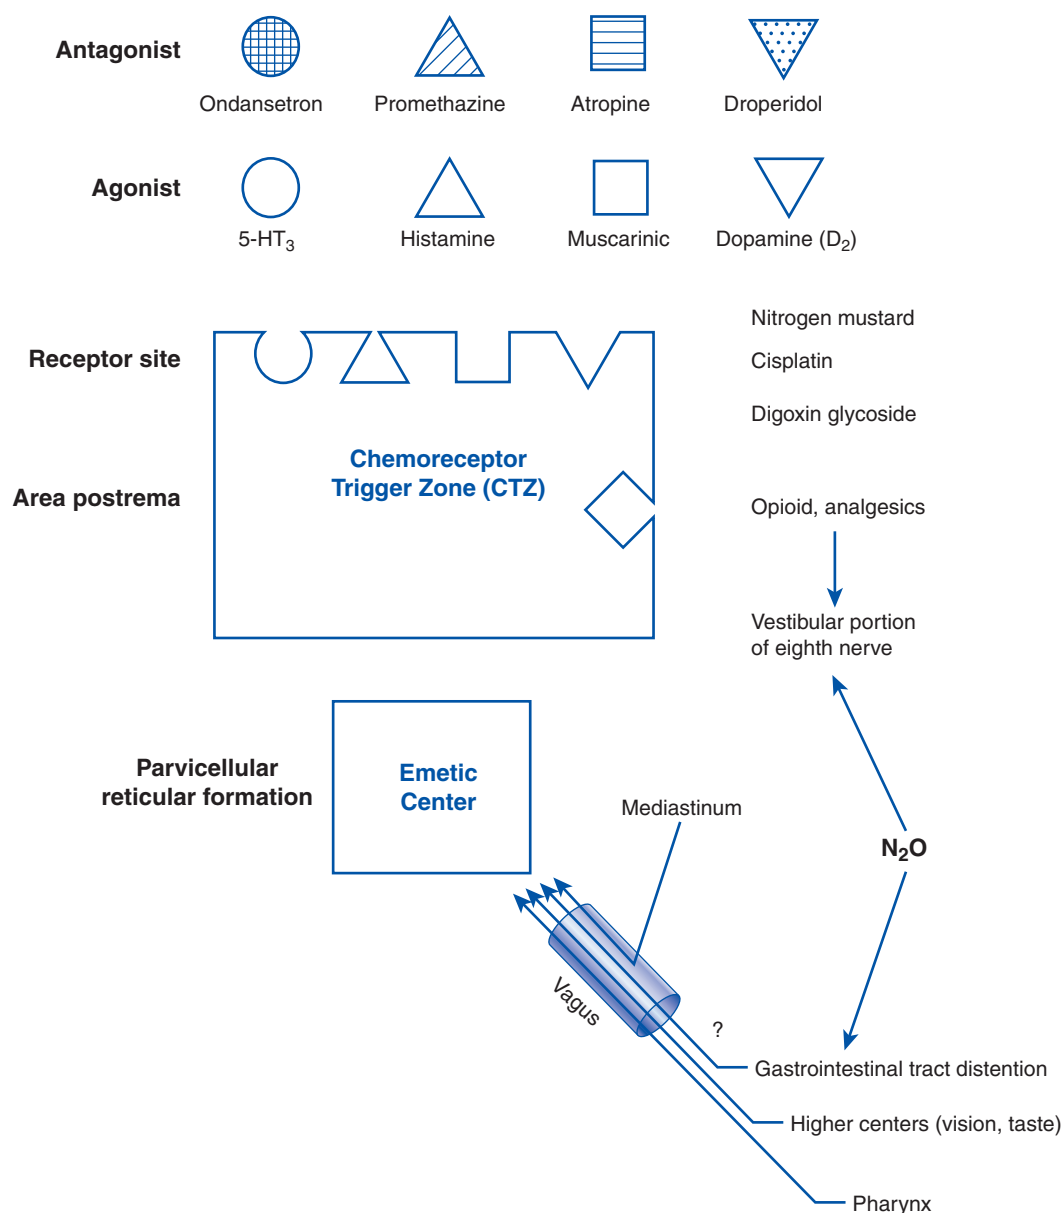 Antagonist
Ondansetron
Promethazine
Atropine
Droperidol
Agonist
5-HT3
Histamine
Muscarinic
Dopamine (D2)
Receptor site
Nitrogen mustard
Cisplatin
Digoxin glycoside
Chemoreceptor
Trigger Zone (CTZ)
Area postrema
Opioid, analgesics
Vestibular portion
of eighth nerve
Parvicellular
reticular formation
Emetic
Center
Mediastinum
N2O
Vagus
?
Gastrointestinal tract distention
Higher centers (vision, taste)
Pharynx